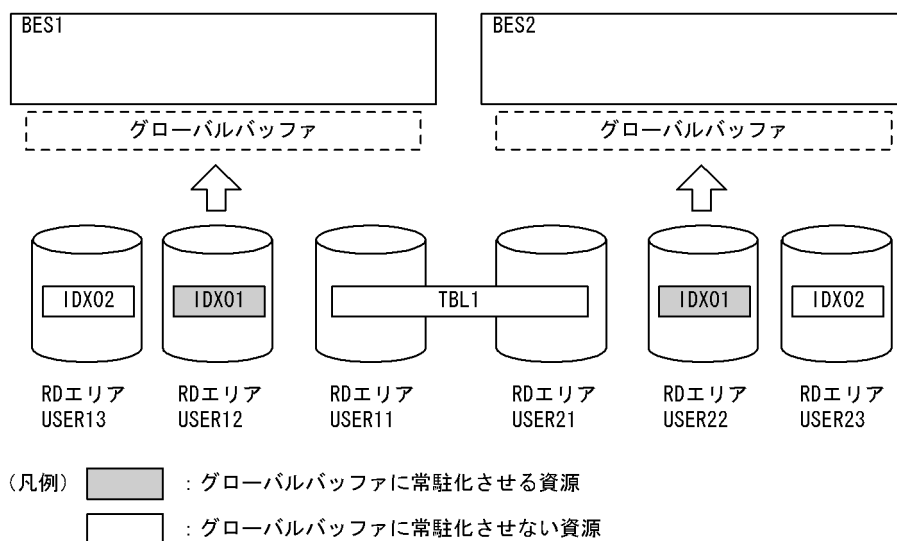 BES1
BES2
グローバルバッファ
グローバルバッファ
IDX02
IDX01
TBL1
IDX01
IDX02
RDエリア
USER13
RDエリア
USER12
RDエリア
USER11
RDエリア
USER21
RDエリア
USER22
RDエリア
USER23
(凡例)
：グローバルバッファに常駐化させる資源
：グローバルバッファに常駐化させない資源